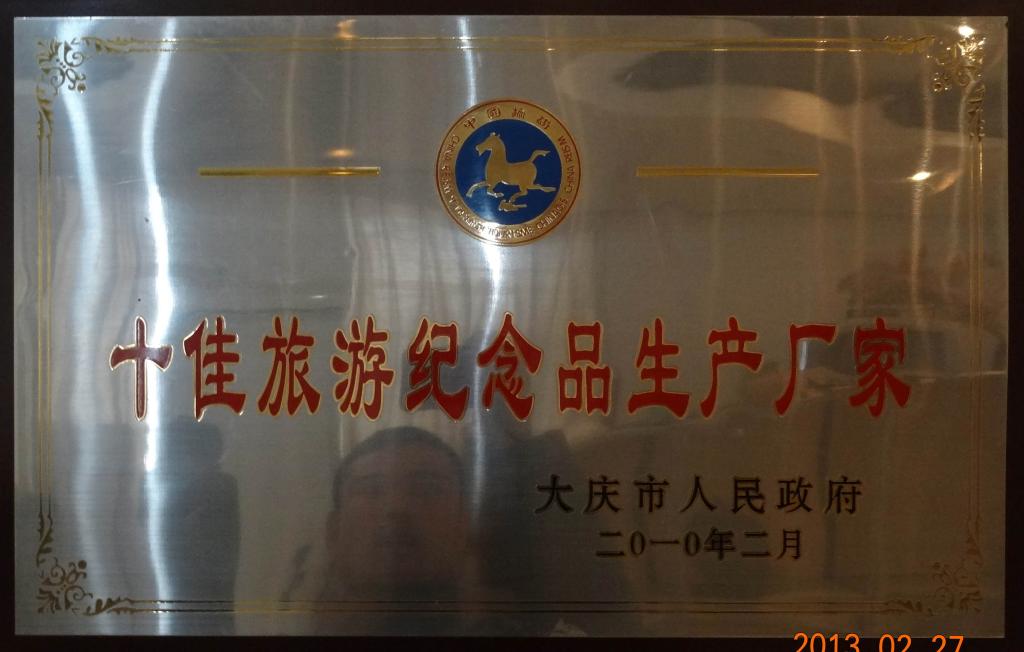 中国旅游
十佳旅游纪念品生产厂家
大庆市人民政府
二0一0年二月
2013 02 27